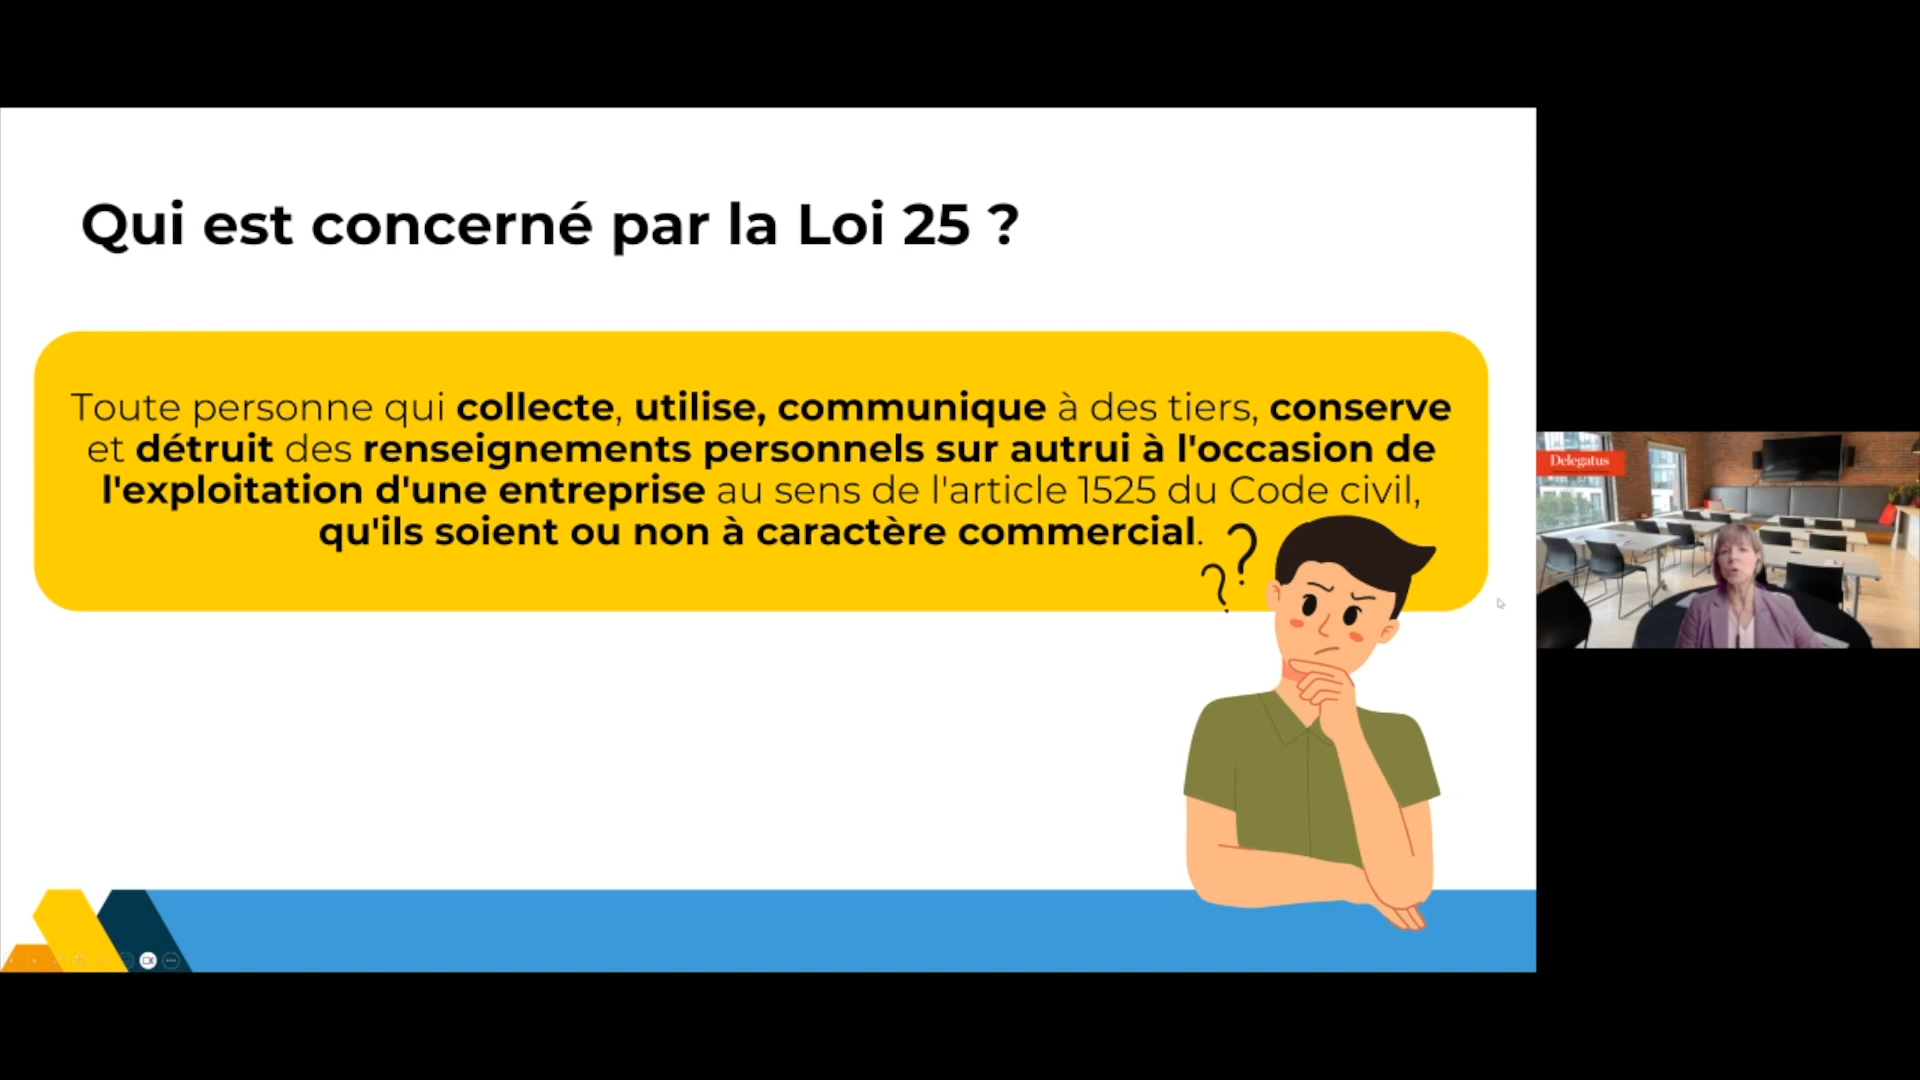 Qui est concerné par la Loi 25 ?
Toute personne qui collecte, utilise, communique à des tiers, conserve
et détruit des renseignements personnels sur autrui à l'occasion de
l'exploitation d'une entreprise au sens de l'article 1525 du Code civil,
qu'ils soient ou non à caractère commercial.
? ?
Delegatus